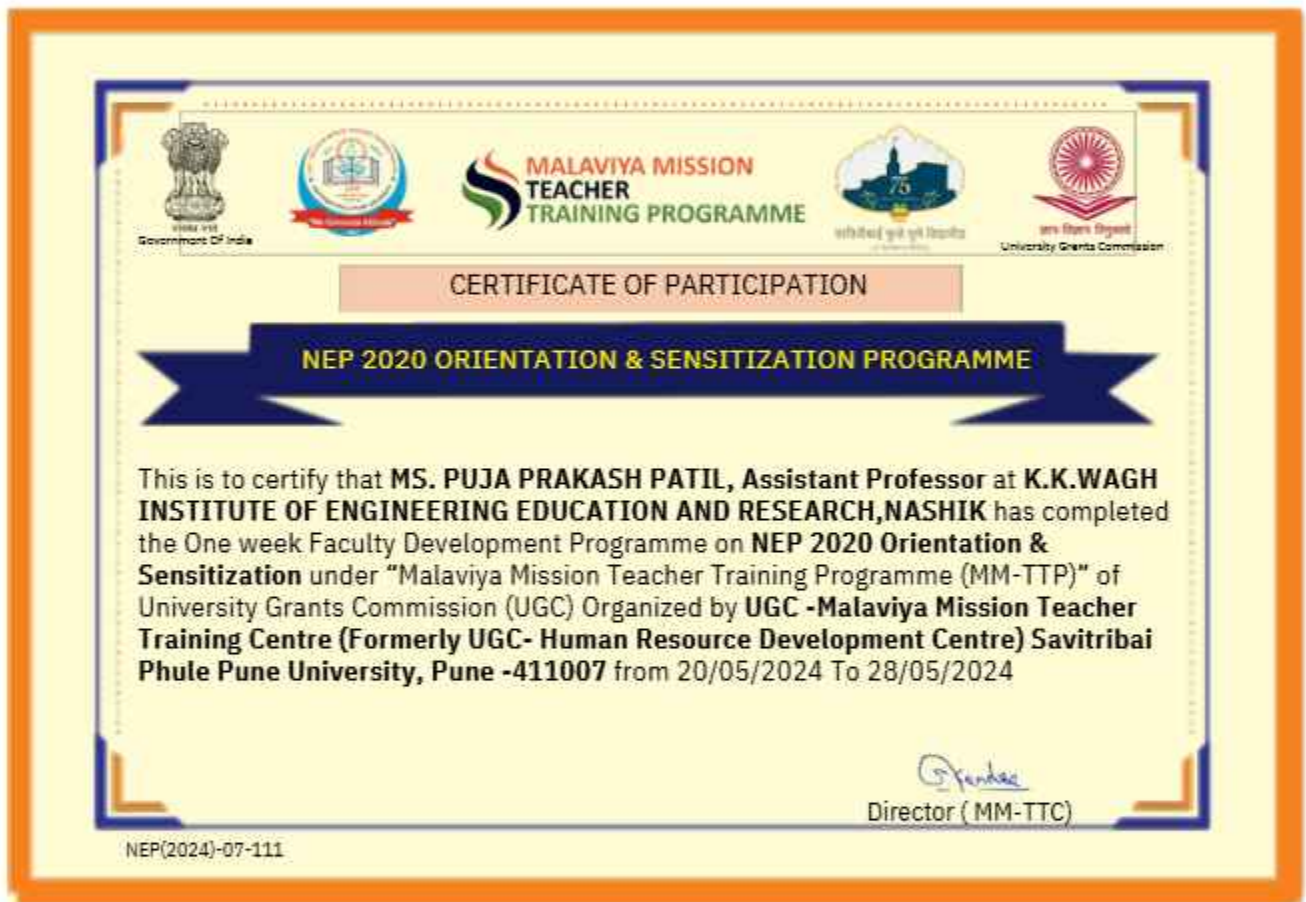 MALAVIYA MISSION
TEACHER
TRAINING PROGRAMME
75
Government Of India
University Grants Commission
CERTIFICATE OF PARTICIPATION
NEP 2020 ORIENTATION & SENSITIZATION PROGRAMME
This is to certify that MS. PUJA PRAKASH PATIL, Assistant Professor at K.K.WAGH
INSTITUTE OF ENGINEERING EDUCATION AND RESEARCH,NASHIK has completed
the One week Faculty Development Programme on NEP 2020 Orientation &
Sensitization under “Malaviya Mission Teacher Training Programme (MM-TTP)” of
University Grants Commission (UGC) Organized by UGC -Malaviya Mission Teacher
Training Centre (Formerly UGC- Human Resource Development Centre) Savitribai
Phule Pune University, Pune -411007 from 20/05/2024 To 28/05/2024
Director ( MM-TTC)
NEP(2024)-07-111